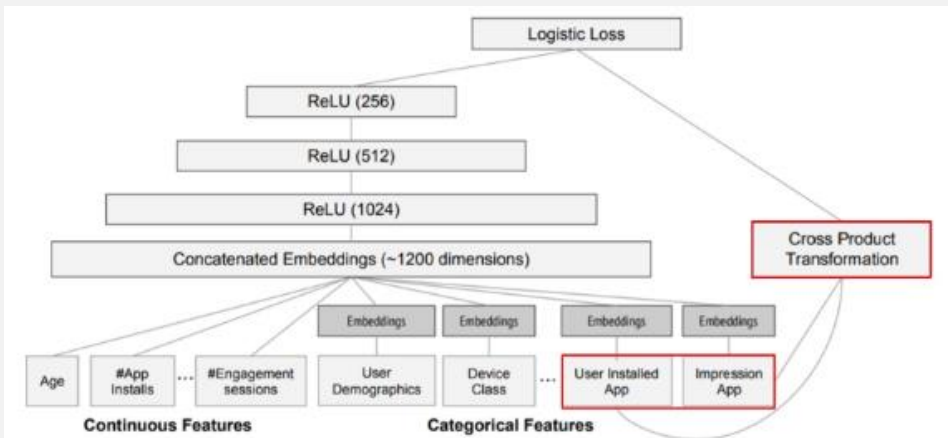 Logistic Loss
ReLU (256)
ReLU (512)
ReLU (1024)
Cross Product
Transformation
Concatenated Embeddings (~1200 dimensions)
Embeddings
Embeddings
Embeddings
Embeddings
Age
#App
Installs
...
#Engagement
sessions
User
Demographics
Device
Class
...
User Installed
App
Impression
App
Continuous Features
Categorical Features